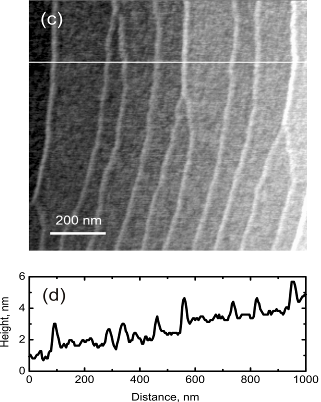 (c)
200 nm
(d)
Height, nm
6
4
2
0
0 200 400 600 800 1000
Distance, nm